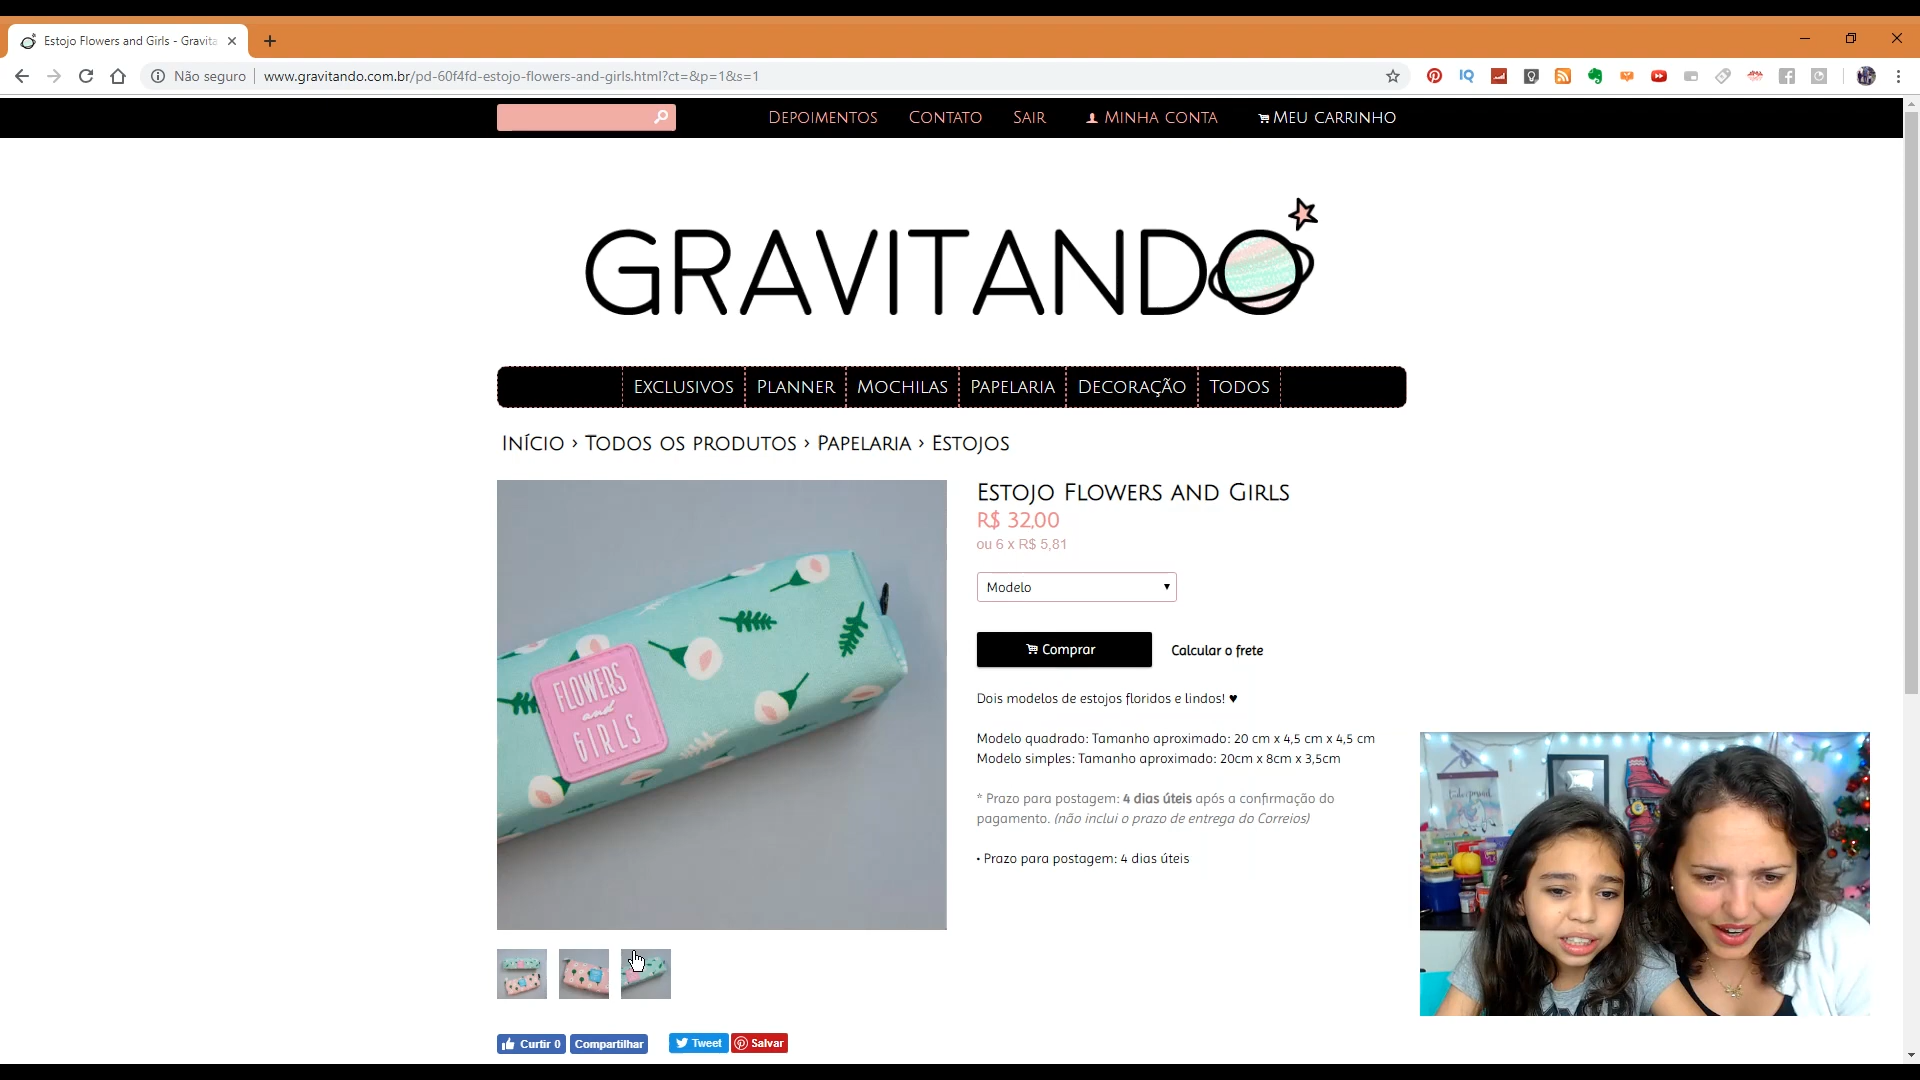 Estojo Flowers and Girls - Gravita
Não seguro
www.gravitando.com.br/pd-60f4fd-estojo-flowers-and-girls.html?ct=&p=1&s=1
DEPOIMENTOS CONTATO SAIR MINHA CONTA MEU CARRINHO
GRAVITANDO
EXCLUSIVOS PLANNER MOCHILAS PAPELARIA DECORAÇÃO TODOS
INÍCIO › TODOS OS PRODUTOS › PAPELARIA › ESTOJOS
ESTOJO FLOWERS AND GIRLS
R$ 32,00
ou 6 x R$ 5,81
Modelo
Comprar
Calcular o frete
Dois modelos de estojos floridos e lindos! ♥
Modelo quadrado: Tamanho aproximado: 20 cm x 4,5 cm x 4,5 cm
Modelo simples: Tamanho aproximado: 20cm x 8cm x 3,5cm
* Prazo para postagem: 4 dias úteis após a confirmação do
pagamento. (não inclui o prazo de entrega do Correios)
• Prazo para postagem: 4 dias úteis
FLOWERS
and
GIRLS
Curtir 0
Compartilhar
Tweet
Salvar